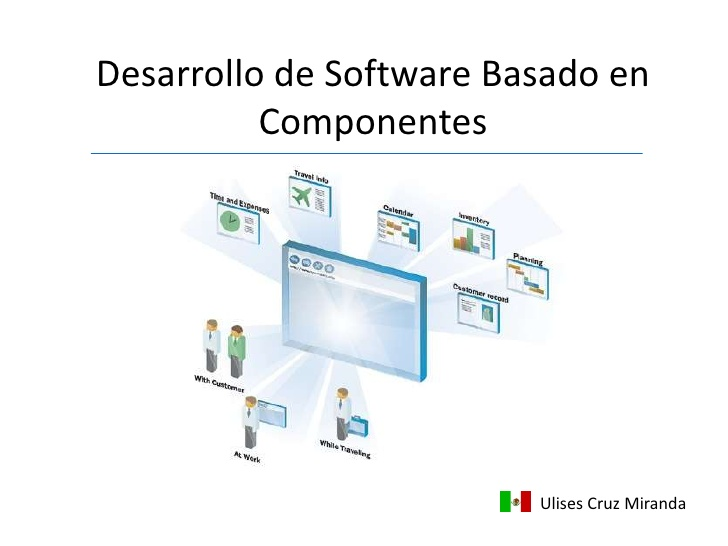 Desarrollo de Software Basado en
Componentes
Travel Info
Time and Expenses
Calendar
Inventory
Planning
Customer record
With Customer
At Work
While Traveling
Ulises Cruz Miranda